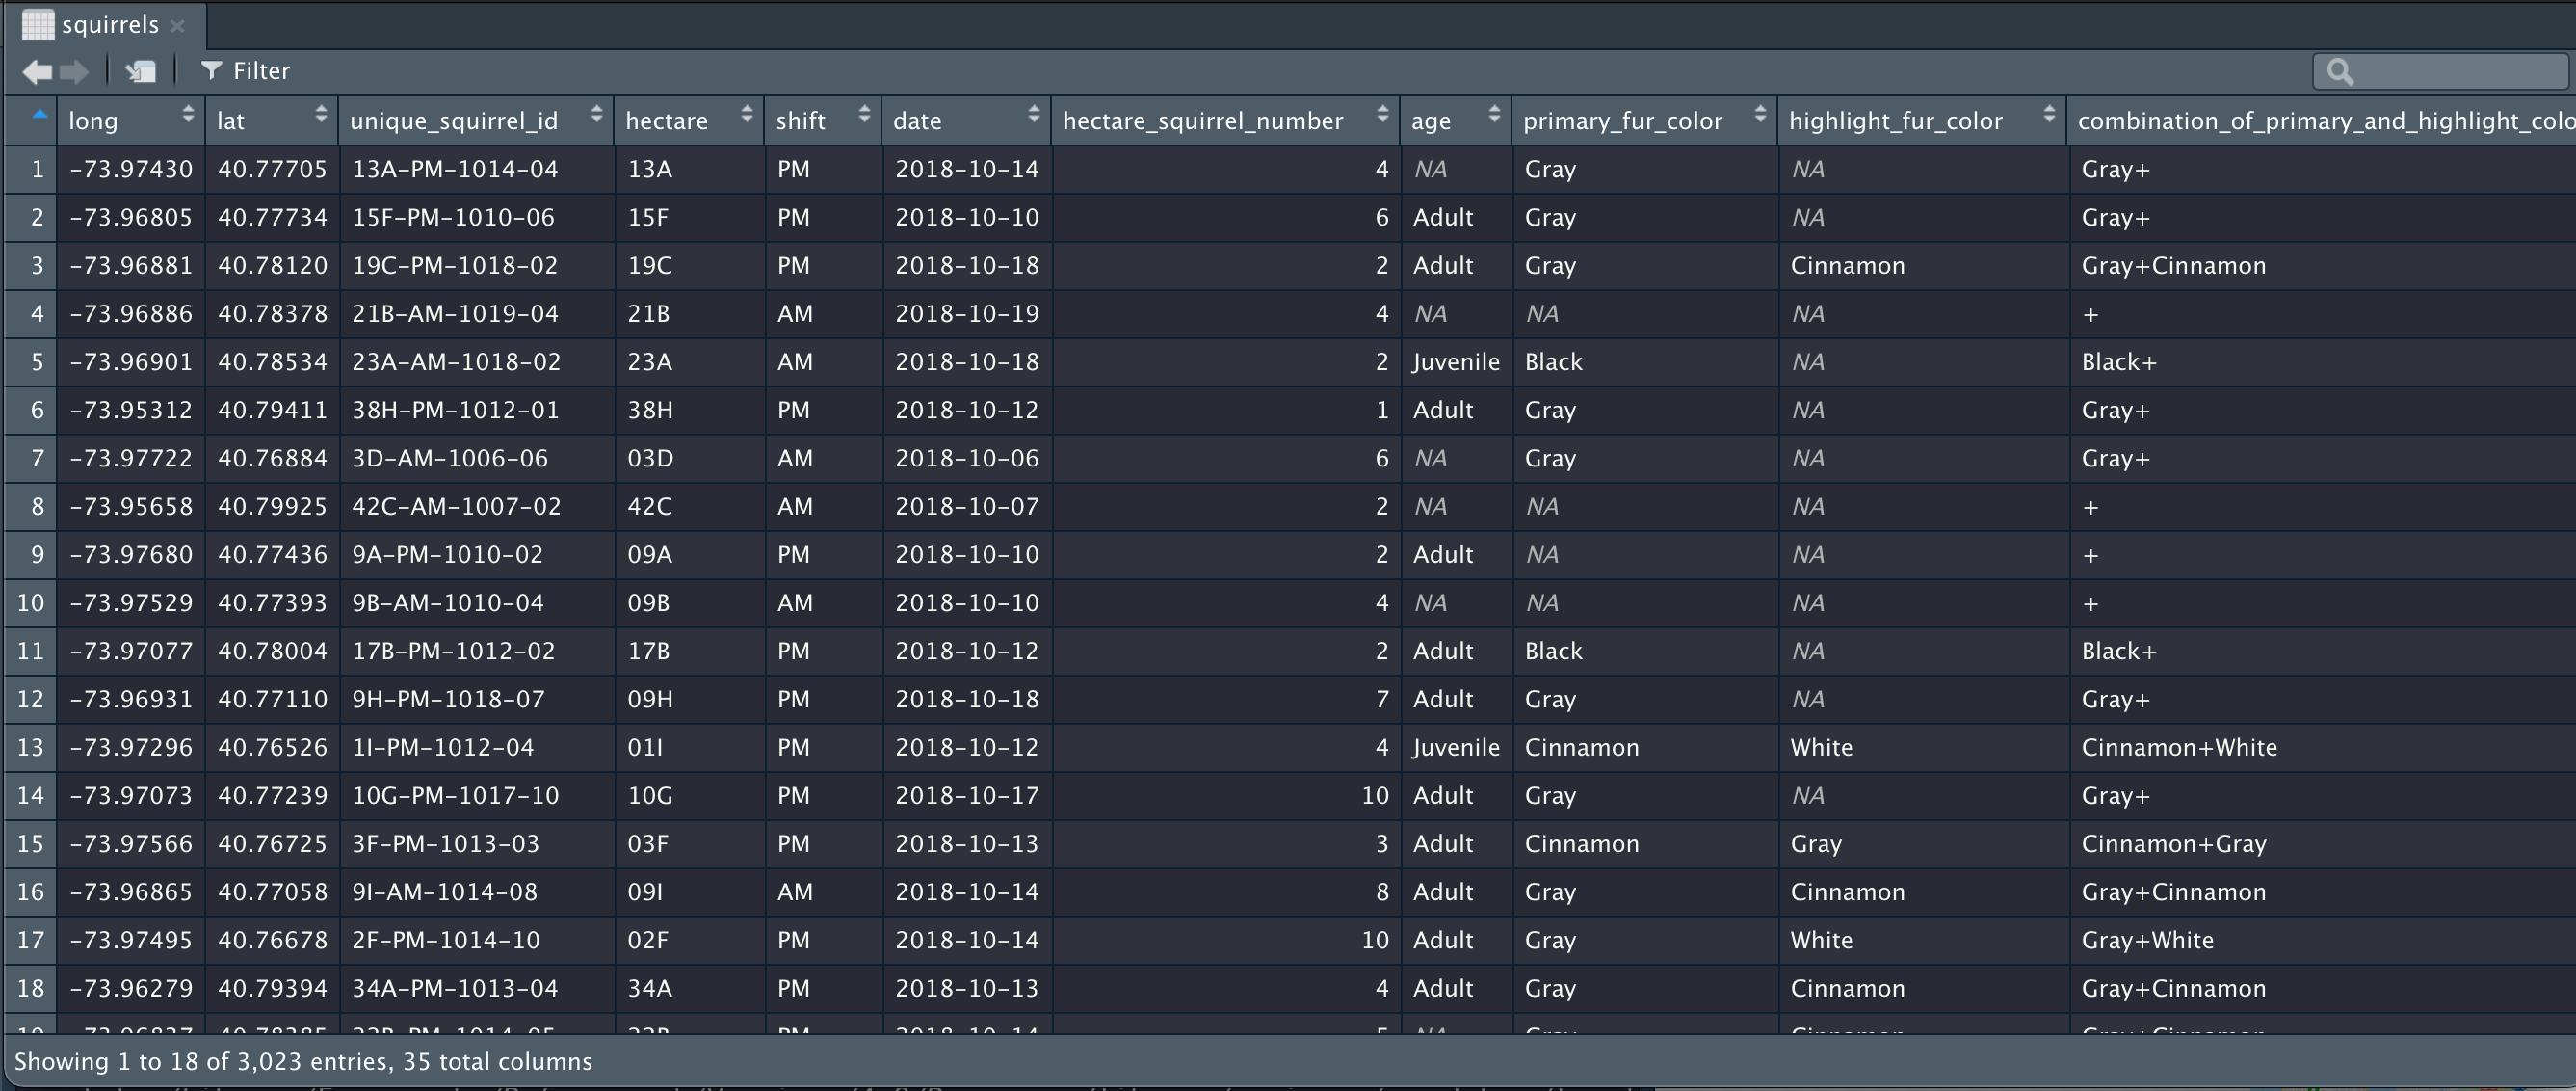 squirrels
Filter
long lat unique_squirrel_id hectare shift date hectare_squirrel_number age primary_fur_color highlight_fur_color combination_of_primary_and_highlight_colo
1 -73.97430 40.77705 13A-PM-1014-04 13A PM 2018-10-14 4 NA Gray NA Gray+
2 -73.96805 40.77734 15F-PM-1010-06 15F PM 2018-10-10 6 Adult Gray NA Gray+
3 -73.96881 40.78120 19C-PM-1018-02 19C PM 2018-10-18 2 Adult Gray Cinnamon Gray+Cinnamon
4 -73.96886 40.78378 21B-AM-1019-04 21B AM 2018-10-19 4 NA NA NA +
5 -73.96901 40.78534 23A-AM-1018-02 23A AM 2018-10-18 2 Juvenile Black NA Black+
6 -73.95312 40.79411 38H-PM-1012-01 38H PM 2018-10-12 1 Adult Gray NA Gray+
7 -73.97722 40.76884 3D-AM-1006-06 03D AM 2018-10-06 6 NA Gray NA Gray+
8 -73.95658 40.79925 42C-AM-1007-02 42C AM 2018-10-07 2 NA NA NA +
9 -73.97680 40.77436 9A-PM-1010-02 09A PM 2018-10-10 2 Adult NA NA +
10 -73.97529 40.77393 9B-AM-1010-04 09B AM 2018-10-10 4 NA NA NA +
11 -73.97077 40.78004 17B-PM-1012-02 17B PM 2018-10-12 2 Adult Black NA Black+
12 -73.96931 40.77110 9H-PM-1018-07 09H PM 2018-10-18 7 Adult Gray NA Gray+
13 -73.97296 40.76526 1I-PM-1012-04 01I PM 2018-10-12 4 Juvenile Cinnamon White Cinnamon+White
14 -73.97073 40.77239 10G-PM-1017-10 10G PM 2018-10-17 10 Adult Gray NA Gray+
15 -73.97566 40.76725 3F-PM-1013-03 03F PM 2018-10-13 3 Adult Cinnamon Gray Cinnamon+Gray
16 -73.96865 40.77058 9I-AM-1014-08 09I AM 2018-10-14 8 Adult Gray Cinnamon Gray+Cinnamon
17 -73.97495 40.76678 2F-PM-1014-10 02F PM 2018-10-14 10 Adult Gray White Gray+White
18 -73.96279 40.79394 34A-PM-1013-04 34A PM 2018-10-13 4 Adult Gray Cinnamon Gray+Cinnamon
Showing 1 to 18 of 3,023 entries, 35 total columns